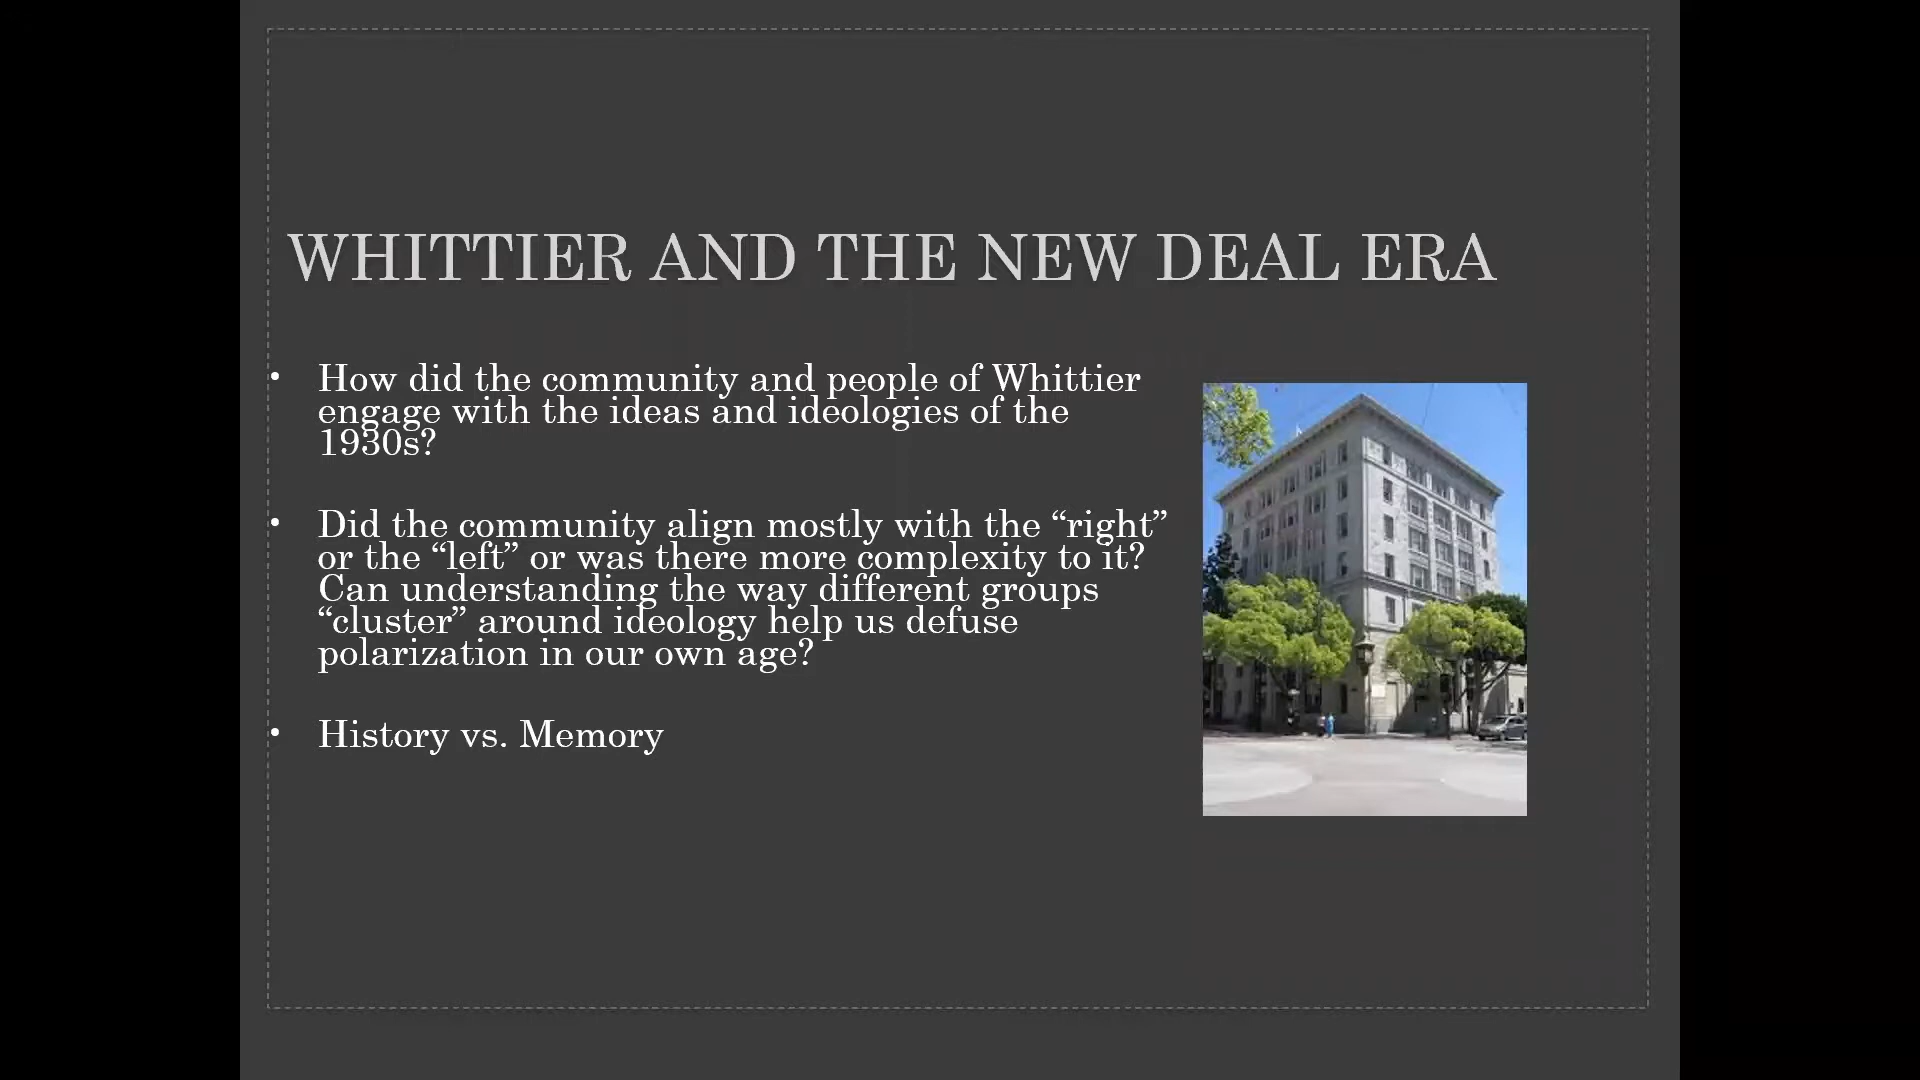 WHITTIER AND THE NEW DEAL ERA
• How did the community and people of Whittier
engage with the ideas and ideologies of the
1930s?
• Did the community align mostly with the “right”
or the “left” or was there more complexity to it?
Can understanding the way different groups
“cluster” around ideology help us defuse
polarization in our own age?
• History vs. Memory